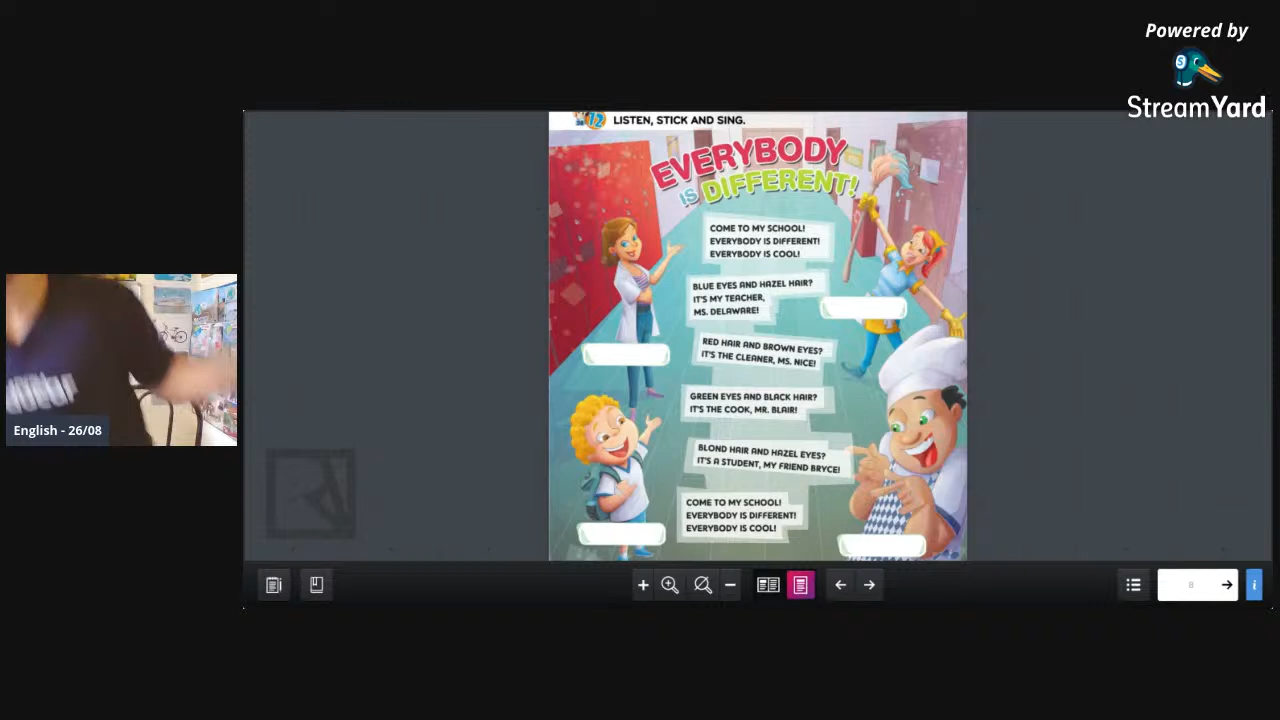 Powered by
StreamYard
12 LISTEN, STICK AND SING.
EVERYBODY
IS DIFFERENT!
COME TO MY SCHOOL!
EVERYBODY IS DIFFERENT!
EVERYBODY IS COOL!
BLUE EYES AND HAZEL HAIR?
IT'S MY TEACHER,
MS. DELAWARE!
RED HAIR AND BROWN EYES?
IT'S THE CLEANER, MS. NICE!
GREEN EYES AND BLACK HAIR?
IT'S THE COOK, MR. BLAIR!
BLOND HAIR AND HAZEL EYES?
IT'S A STUDENT, MY FRIEND BRYCE!
COME TO MY SCHOOL!
EVERYBODY IS DIFFERENT!
EVERYBODY IS COOL!
English - 26/08
8